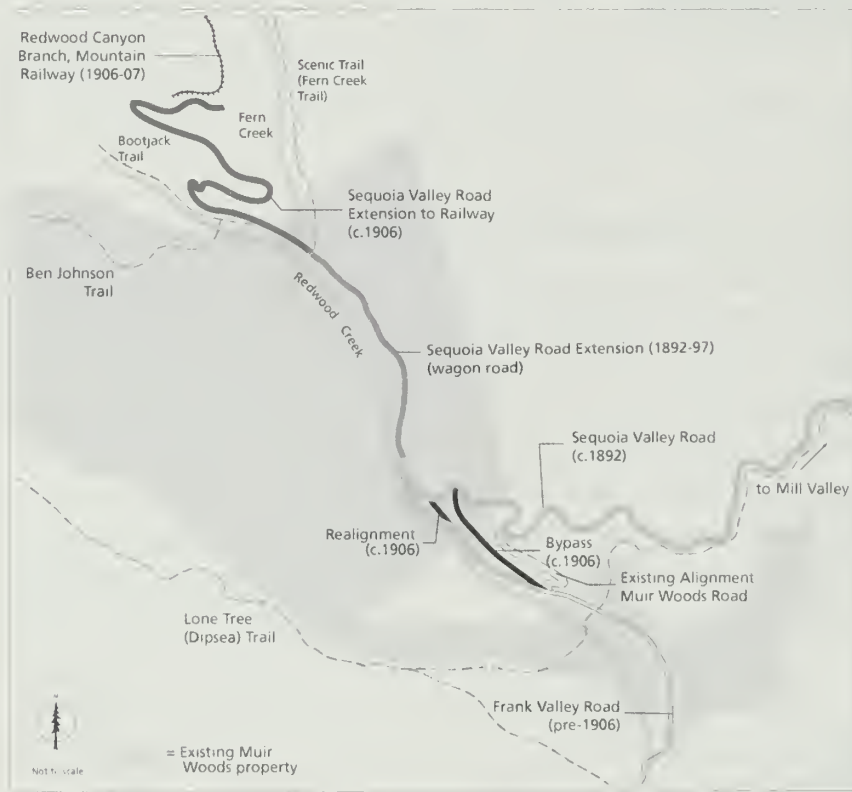 Redwood Canyon
Branch, Mountain
Railway (1906-07)
Scenic Trail
(Fern Creek
Trail)
Fern
Creek
Bootjack
Trail
Sequoia Valley Road
Extension to Railway
(c.1906)
Ben Johnson
Trail
Redwood Creek
Sequoia Valley Road Extension (1892-97)
(wagon road)
Sequoia Valley Road
(c.1892)
to Mill Valley
Realignment
(c.1906)
Bypass
(c.1906)
Existing Alignment
Muir Woods Road
Lone Tree
(Dipsea) Trail
Frank Valley Road
(pre-1906)
= Existing Muir
Woods property
Not to scale